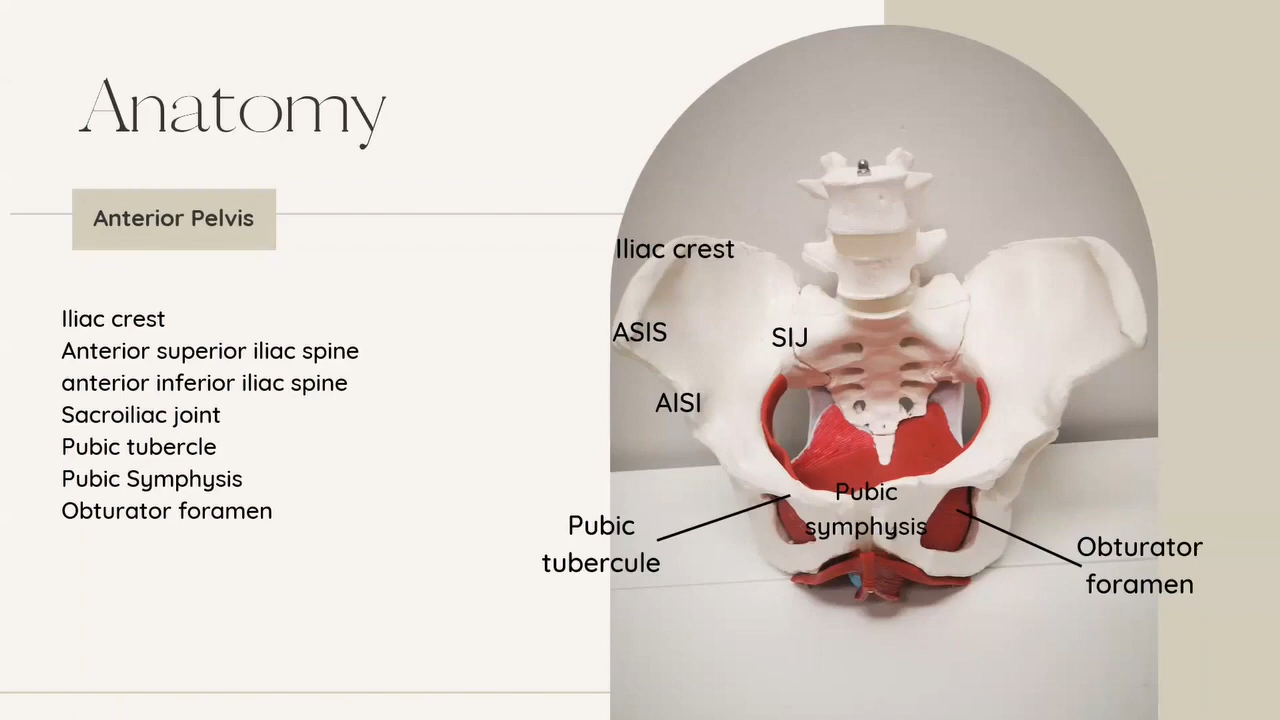 Anatomy
Anterior Pelvis
Iliac crest
Anterior superior iliac spine
anterior inferior iliac spine
Sacroiliac joint
Pubic tubercle
Pubic Symphysis
Obturator foramen
Iliac crest
ASIS
SIJ
AISI
Pubic
symphysis
Pubic
tubercule
Obturator
foramen